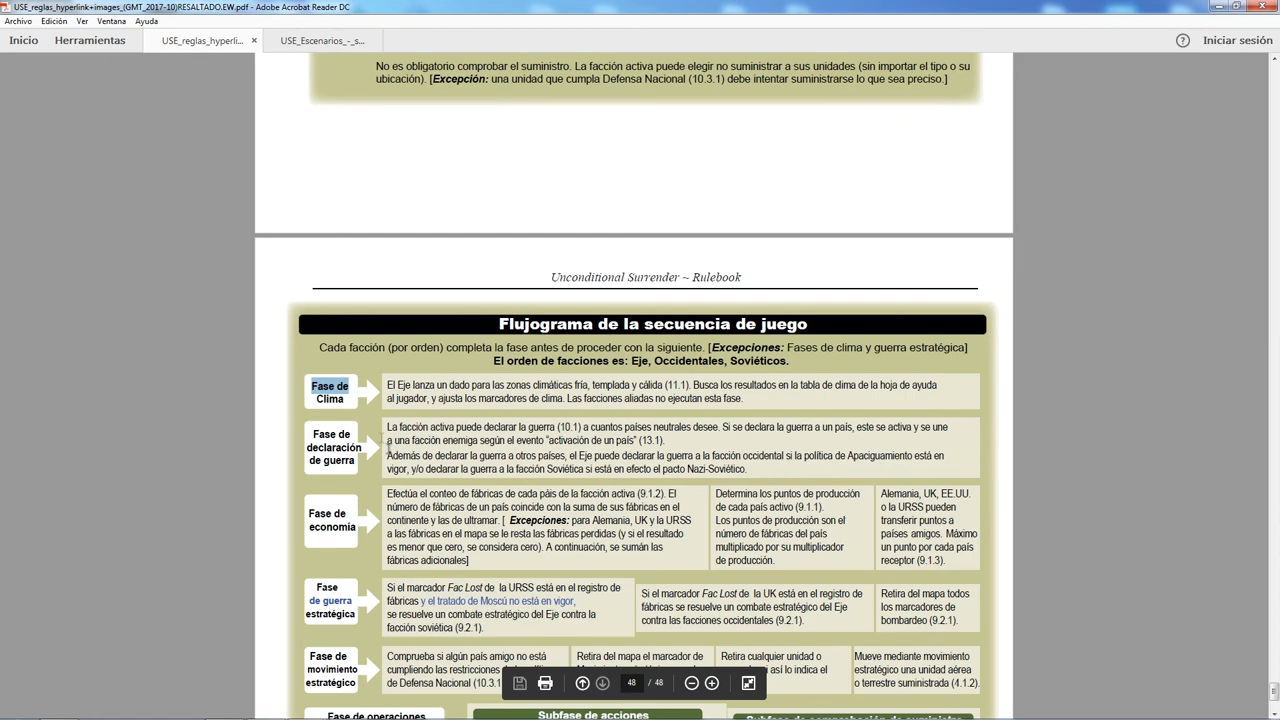 USE_reglas_hyperlink+images_(GMT_2017-10)RESALTADO.EW.pdf - Adobe Acrobat Reader DC
Archivo Edición Ver Ventana Ayuda
Inicio Herramientas USE_reglas_hyperli... × USE_Escenarios_-_s... ? Iniciar sesión
No es obligatorio comprobar el suministro. La facción activa puede elegir no suministrar a sus unidades (sin importar el tipo o su
ubicación). [Excepción: una unidad que cumpla Defensa Nacional (10.3.1) debe intentar suministrarse lo que sea preciso.]
Unconditional Surrender ~ Rulebook
Flujograma de la secuencia de juego
Cada facción (por orden) completa la fase antes de proceder con la siguiente. [Excepciones: Fases de clima y guerra estratégica]
El orden de facciones es: Eje, Occidentales, Soviéticos.
Fase de
Clima
El Eje lanza un dado para las zonas climáticas fría, templada y cálida (11.1). Busca los resultados en la tabla de clima de la hoja de ayuda
al jugador, y ajusta los marcadores de clima. Las facciones aliadas no ejecutan esta fase.
Fase de
declaración
de guerra
La facción activa puede declarar la guerra (10.1) a cuantos países neutrales desee. Si se declara la guerra a un país, este se activa y se une
a una facción enemiga según el evento "activación de un país" (13.1).
Además de declarar la guerra a otros países, el Eje puede declarar la guerra a la facción occidental si la política de Apaciguamiento está en
vigor, y/o declarar la guerra a la facción Soviética si está en efecto el pacto Nazi-Soviético.
Fase de
economía
Efectúa el conteo de fábricas de cada páis de la facción activa (9.1.2). El
número de fábricas de un país coincide con la suma de sus fábricas en el
continente y las de ultramar. [ Excepciones: para Alemania, UK y la URSS
a las fábricas en el mapa se le resta las fábricas perdidas (y si el resultado
es menor que cero, se considera cero). A continuación, se sumán las
fábricas adicionales]
Determina los puntos de producción
de cada país activo (9.1.1).
Los puntos de producción son el
número de fábricas del país
multiplicado por su multiplicador
de producción.
Alemania, UK, EE.UU.
o la URSS pueden
transferir puntos a
países amigos. Máximo
un punto por cada país
receptor (9.1.3).
Fase
de guerra
estratégica
Si el marcador Fac Lost de la URSS está en el registro de
fábricas y el tratado de Moscú no está en vigor,
se resuelve un combate estratégico del Eje contra la
facción soviética (9.2.1).
Si el marcador Fac Lost de la UK está en el registro de
fábricas se resuelve un combate estratégico del Eje
contra las facciones occidentales (9.2.1).
Retira del mapa todos
los marcadores de
bombardeo (9.2.1).
Fase de
movimiento
estratégico
Comprueba si algún país amigo no está
cumpliendo las restricciones
de Defensa Nacional (10.3.1
Retira del mapa el marcador de
Retira cualquier unidad o
así lo indica el
Mueve mediante movimiento
estratégico una unidad aérea
o terrestre suministrada (4.1.2).
48 / 48
Fase de operaciones
Subfase de acciones
Subfase de comprobación de suministro